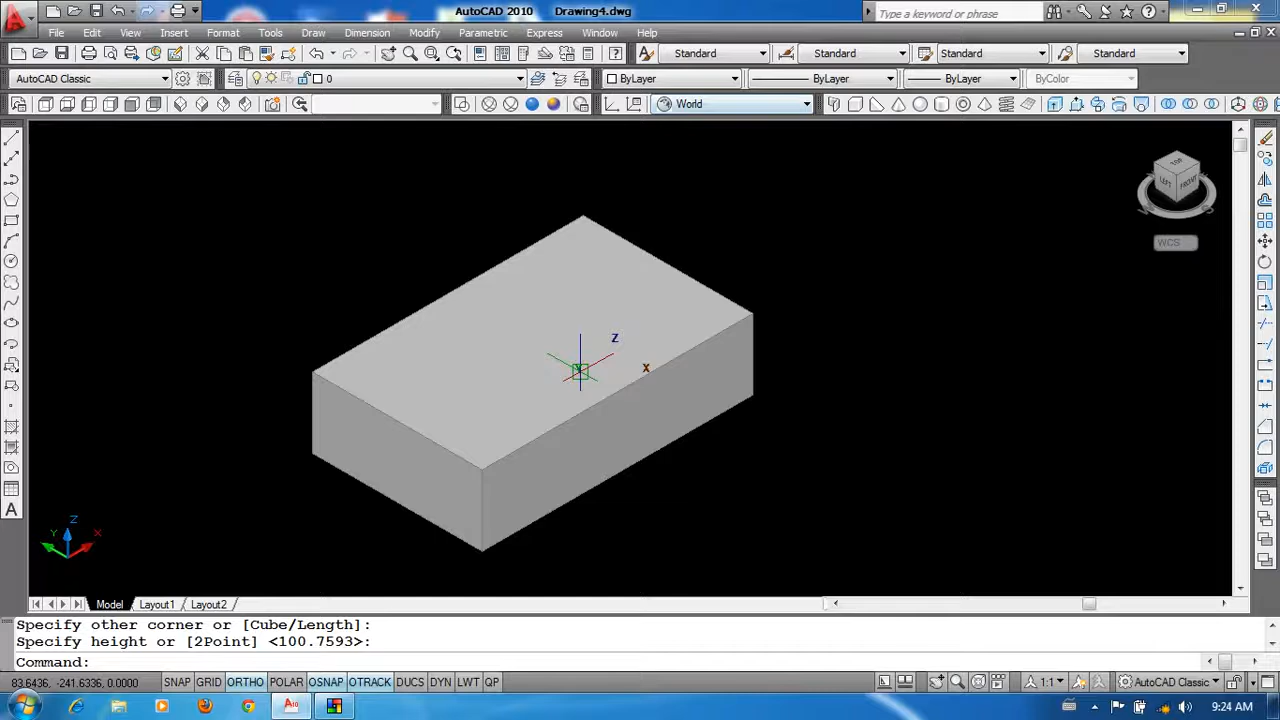 AutoCAD 2010 Drawing4.dwg
Type a keyword or phrase
File Edit View Insert Format Tools Draw Dimension Modify Parametric Express Window Help
Standard Standard Standard Standard
AutoCAD Classic 0 ByLayer ByLayer ByLayer ByColor
World
TOP
LEFT FRONT
WCS
Z
X
Z
Y X
Model Layout1 Layout2
Specify other corner or [Cube/Length]:
Specify height or [2Point] <100.7593>:
Command:
83.6436, -241.6336, 0.0000 SNAP GRID ORTHO POLAR OSNAP OTRACK DUCS DYN LWT QP 1:1 AutoCAD Classic
9:24 AM